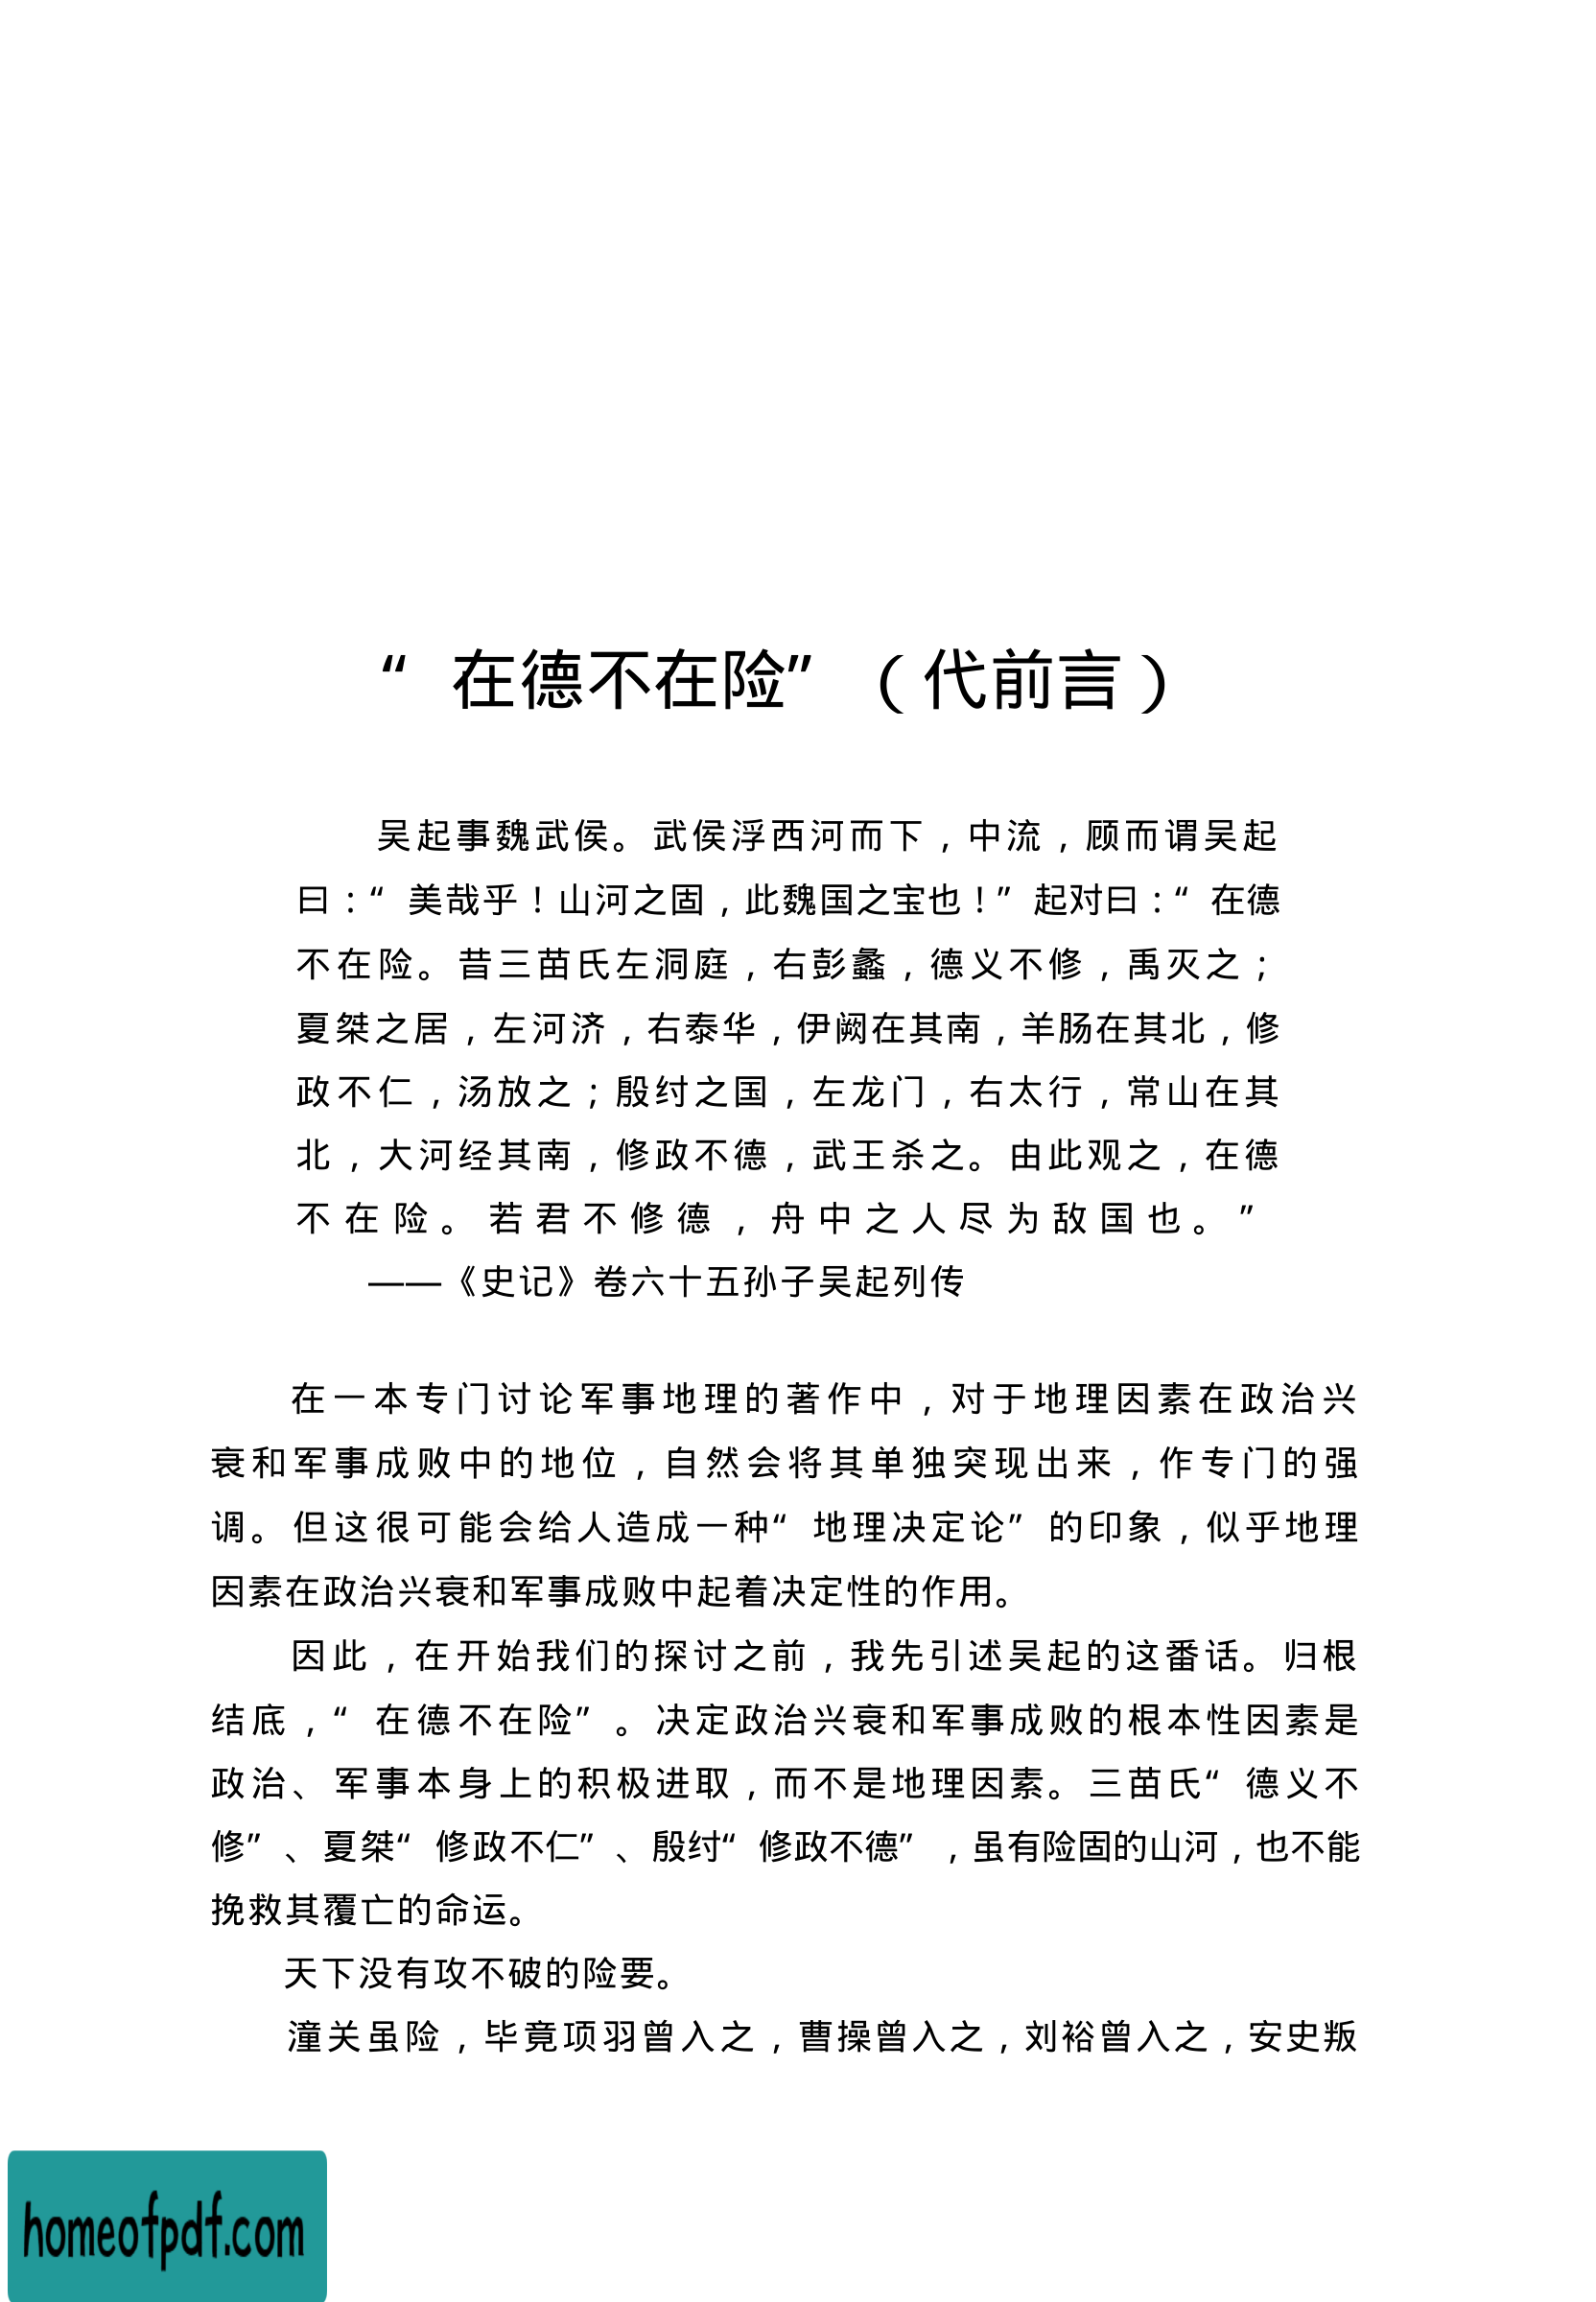 “在德不在险”（代前言）
吴起事魏武侯。武侯浮西河而下，中流，顾而谓吴起
曰：“美哉乎！山河之固，此魏国之宝也！”起对曰：“在德
不在险。昔三苗氏左洞庭，右彭蠡，德义不修，禹灭之；
夏桀之居，左河济，右泰华，伊阙在其南，羊肠在其北，修
政不仁，汤放之；殷纣之国，左龙门，右太行，常山在其
北，大河经其南，修政不德，武王杀之。由此观之，在德
不在险。若君不修德，舟中之人尽为敌国也。”
——《史记》卷六十五孙子吴起列传
在一本专门讨论军事地理的著作中，对于地理因素在政治兴
衰和军事成败中的地位，自然会将其单独突现出来，作专门的强
调。但这很可能会给人造成一种“地理决定论”的印象，似乎地理
因素在政治兴衰和军事成败中起着决定性的作用。
因此，在开始我们的探讨之前，我先引述吴起的这番话。归根
结底，“在德不在险”。决定政治兴衰和军事成败的根本性因素是
政治、军事本身上的积极进取，而不是地理因素。三苗氏“德义不
修”、夏桀“修政不仁”、殷纣“修政不德”，虽有险固的山河，也不能
挽救其覆亡的命运。
天下没有攻不破的险要。
潼关虽险，毕竟项羽曾入之，曹操曾入之，刘裕曾入之，安史叛
homeofpdf.com